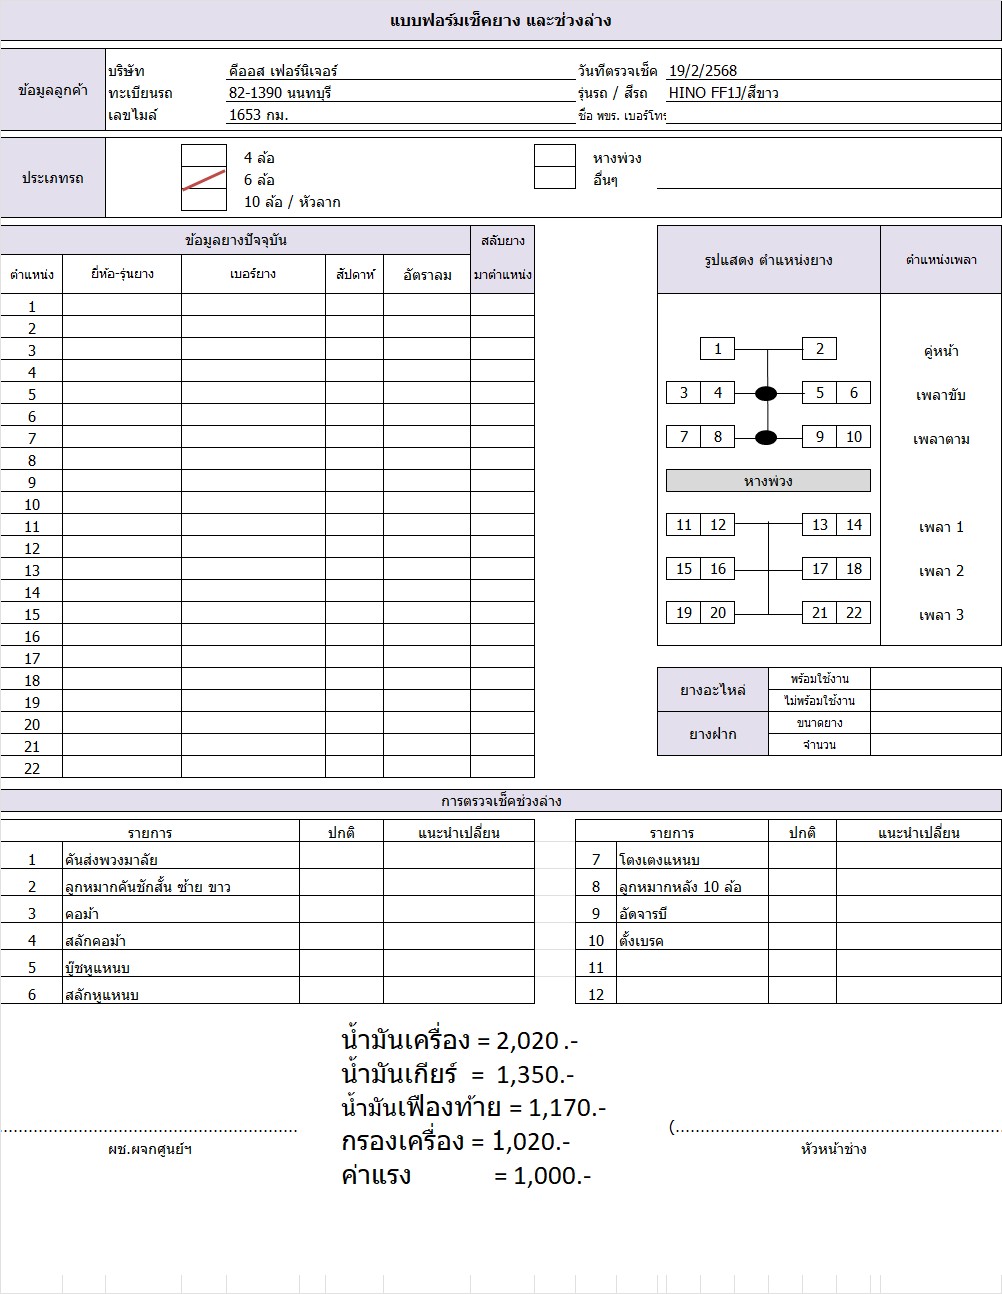 แบบฟอร์มเช็คยาง และช่วงล่าง
ข้อมูลลูกค้า
บริษัท คีออส เฟอร์นิเจอร์ วันที่ตรวจเช็ค 19/2/2568
ทะเบียนรถ 82-1390 นนทบุรี รุ่นรถ / สีรถ HINO FF1J/สีขาว
เลขไมล์ 1653 กม. ชื่อ พขร. เบอร์โทร
ประเภทรถ
4 ล้อ หางพ่วง
6 ล้อ อื่นๆ
10 ล้อ / หัวลาก
ข้อมูลยางปัจจุบัน สลับยาง
ตำแหน่ง ยี่ห้อ-รุ่นยาง เบอร์ยาง สัปดาห์ อัตราลม มาตำแหน่ง
1
2
3
4
5
6
7
8
9
10
11
12
13
14
15
16
17
18
19
20
21
22
รูปแสดง ตำแหน่งยาง ตำแหน่งเพลา
1 2 คู่หน้า
3 4 5 6 เพลาขับ
7 8 9 10 เพลาตาม
หางพ่วง
11 12 13 14 เพลา 1
15 16 17 18 เพลา 2
19 20 21 22 เพลา 3
ยางอะไหล่ พร้อมใช้งาน
ไม่พร้อมใช้งาน
ยางฝาก ขนาดยาง
จำนวน
การตรวจเช็คช่วงล่าง
รายการ ปกติ แนะนำเปลี่ยน รายการ ปกติ แนะนำเปลี่ยน
1 คันส่งพวงมาลัย 7 โตงเตงแหนบ
2 ลูกหมากคันชักสั้น ซ้าย ขาว 8 ลูกหมากหลัง 10 ล้อ
3 คอม้า 9 อัดจารบี
4 สลักคอม้า 10 ตั้งเบรค
5 บู๊ชหูแหนบ 11
6 สลักหูแหนบ 12
น้ำมันเครื่อง = 2,020 .-
น้ำมันเกียร์ = 1,350.-
น้ำมันเฟืองท้าย = 1,170.-
กรองเครื่อง = 1,020.-
ค่าแรง = 1,000.-
........................................................... (...........................................................
ผช.ผจกศูนย์ฯ หัวหน้าช่าง